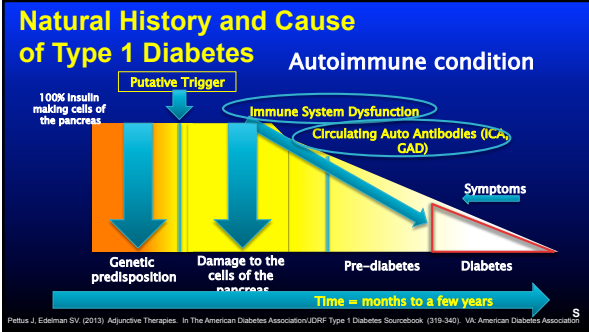 Natural History and Cause
of Type 1 Diabetes
Autoimmune condition
Putative Trigger
100% insulin
making cells of
the pancreas
Immune System Dysfunction
Circulating Auto Antibodies (ICA,
GAD)
Symptoms
Genetic
predisposition
Damage to the
cells of the
pancreas
Pre-diabetes
Diabetes
Time = months to a few years
S
Pettus J, Edelman SV. (2013) Adjunctive Therapies. In The American Diabetes Association/JDRF Type 1 Diabetes Sourcebook (319-340). VA: American Diabetes Association